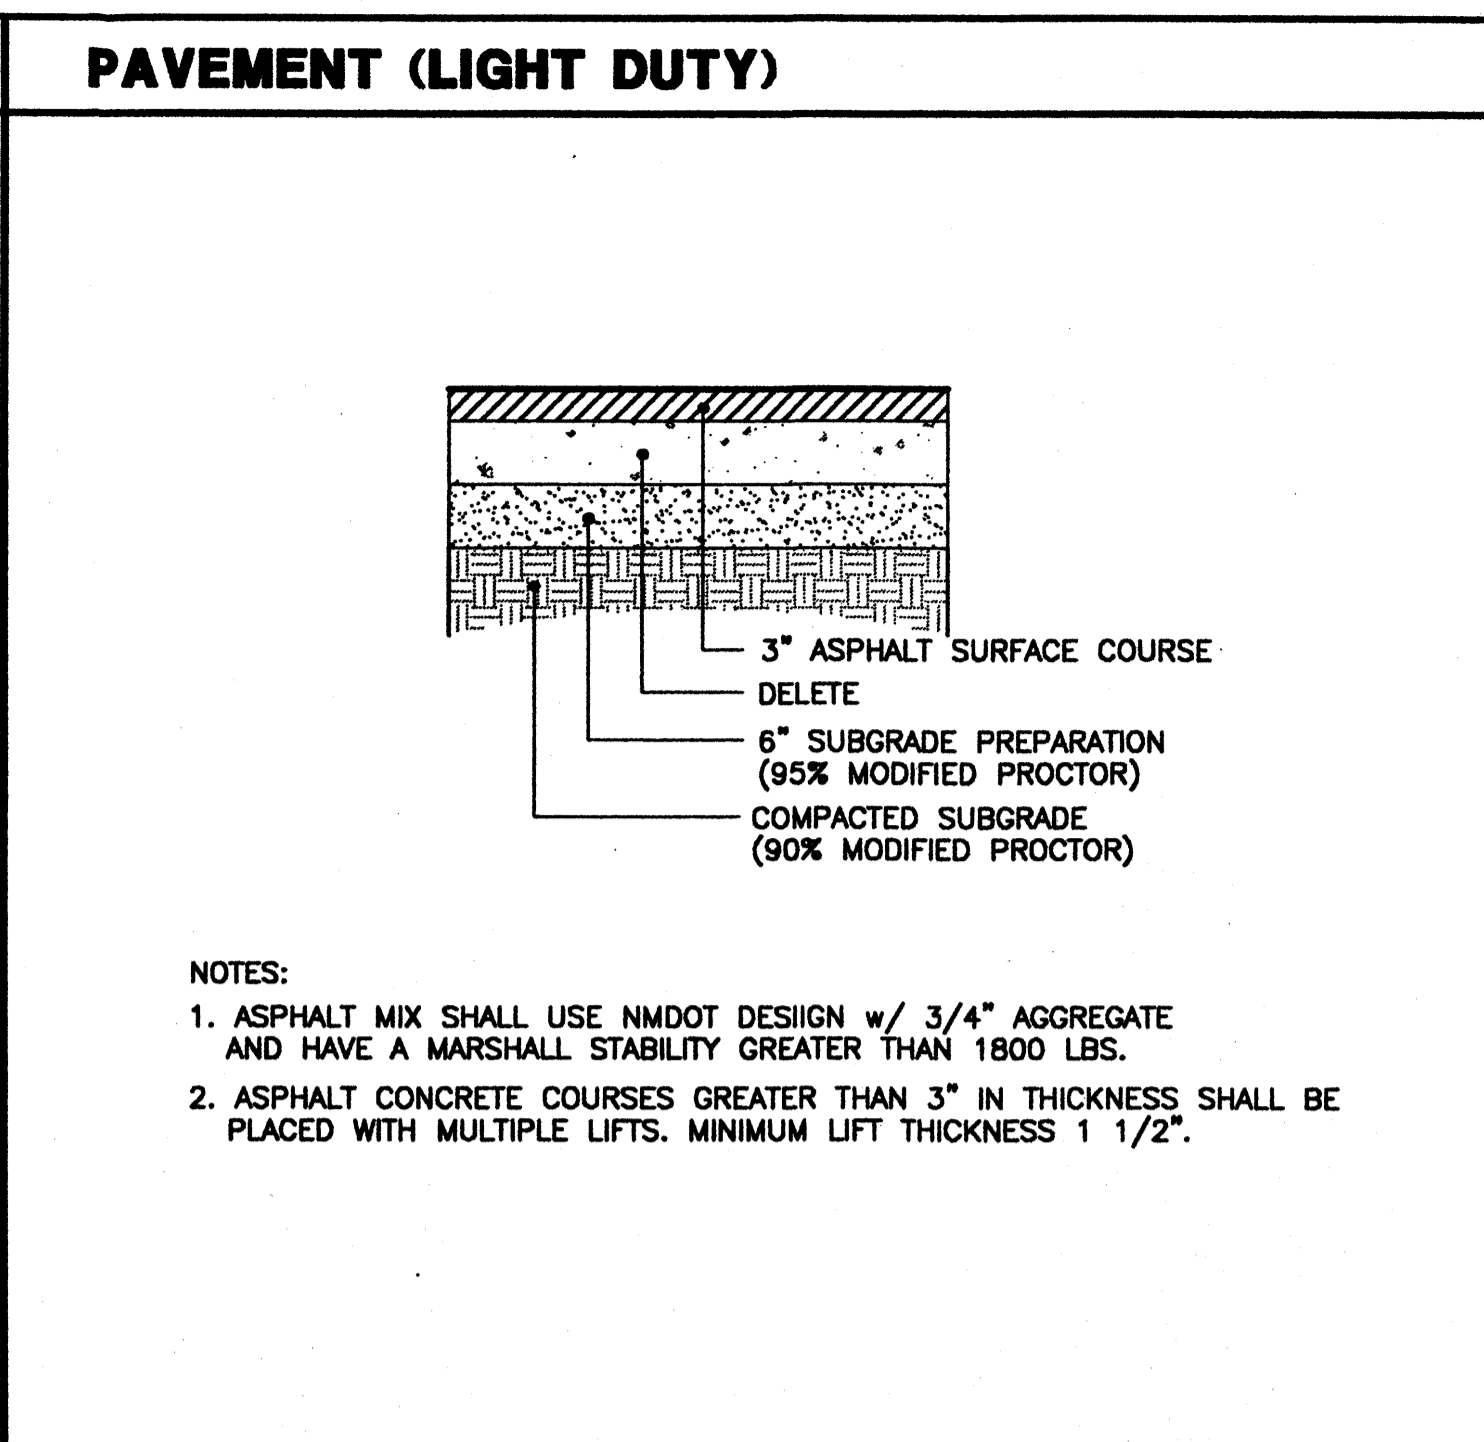 PAVEMENT (LIGHT DUTY)
3" ASPHALT SURFACE COURSE
DELETE
6" SUBGRADE PREPARATION
(95% MODIFIED PROCTOR)
COMPACTED SUBGRADE
(90% MODIFIED PROCTOR)
NOTES:
1. ASPHALT MIX SHALL USE NMDOT DESIIGN w/ 3/4" AGGREGATE
AND HAVE A MARSHALL STABILITY GREATER THAN 1800 LBS.
2. ASPHALT CONCRETE COURSES GREATER THAN 3" IN THICKNESS SHALL BE
PLACED WITH MULTIPLE LIFTS. MINIMUM LIFT THICKNESS 1 1/2".